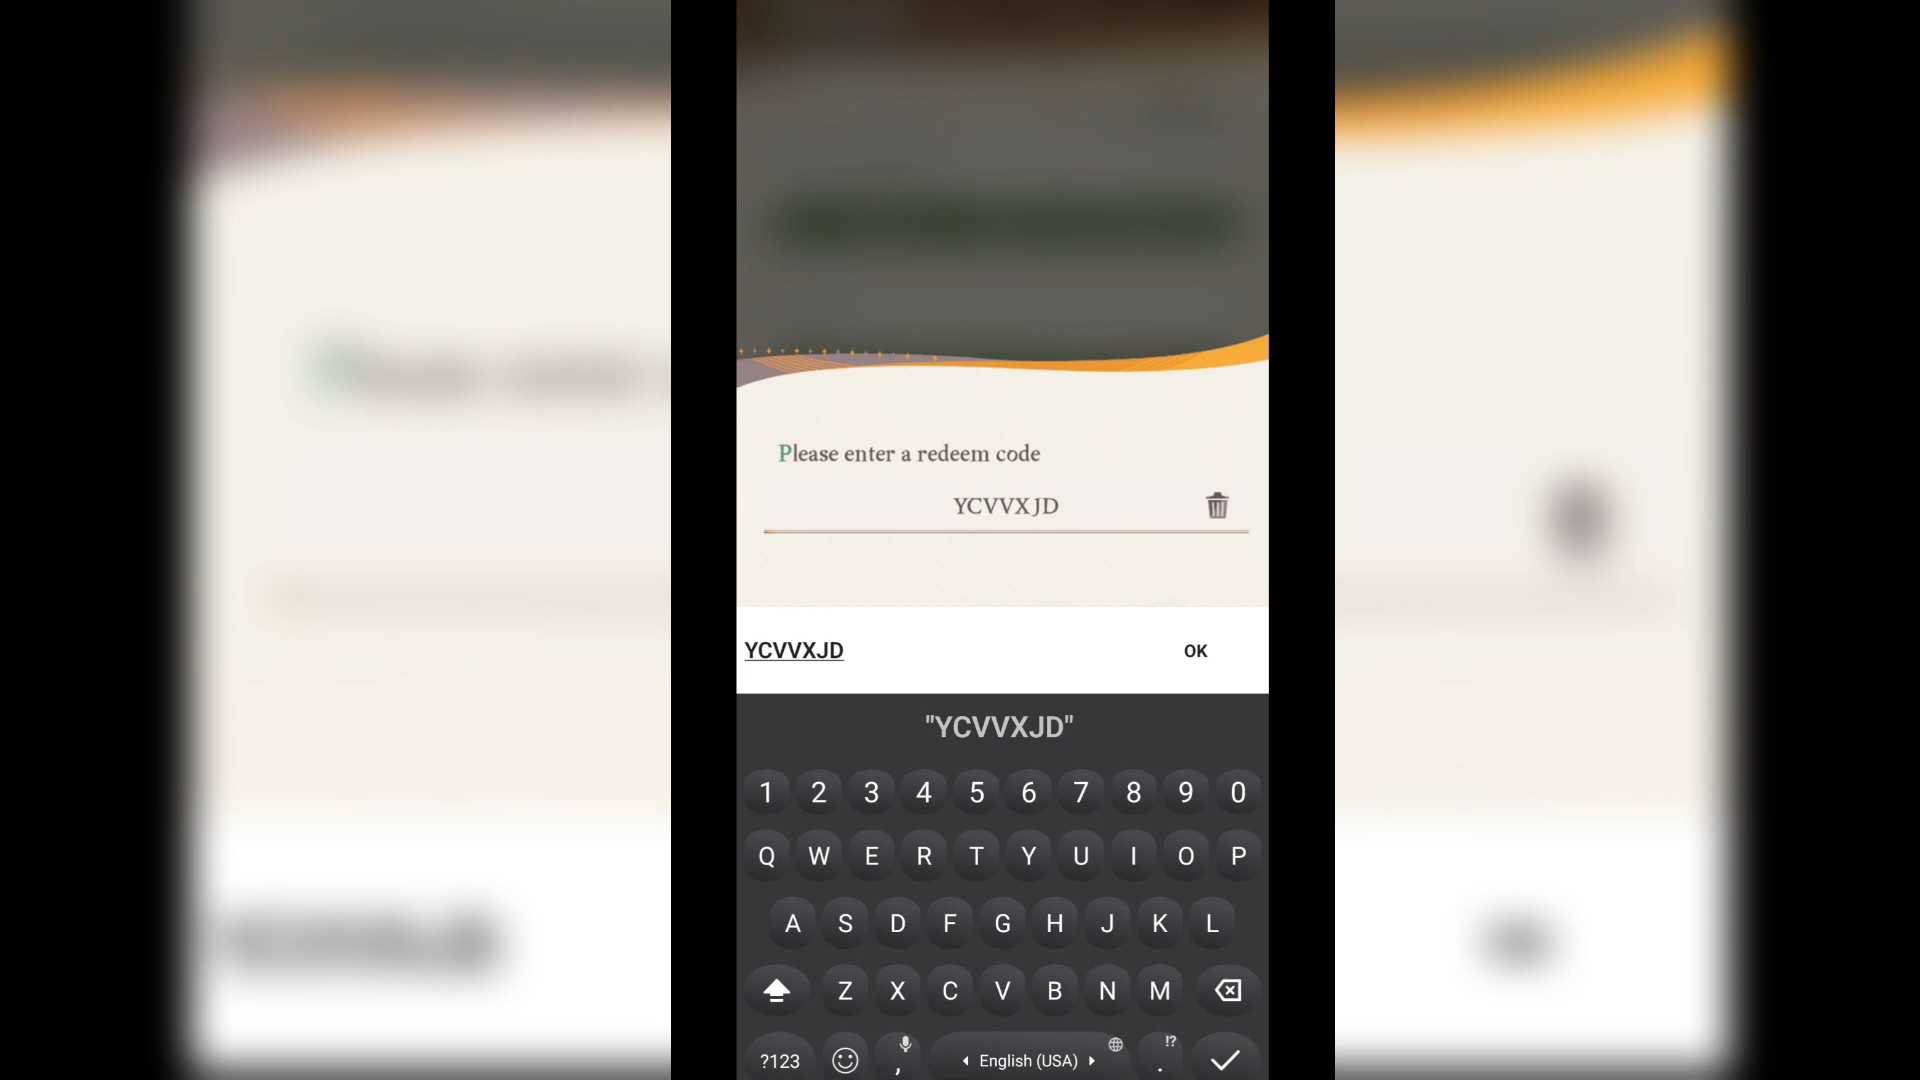 Please enter a redeem code
YCVVXJD
YCVVXJD
OK
"YCVVXJD"
1 2 3 4 5 6 7 8 9 0
Q W E R T Y U I O P
A S D F G H J K L
Z X C V B N M
?123 , English (USA) . !?